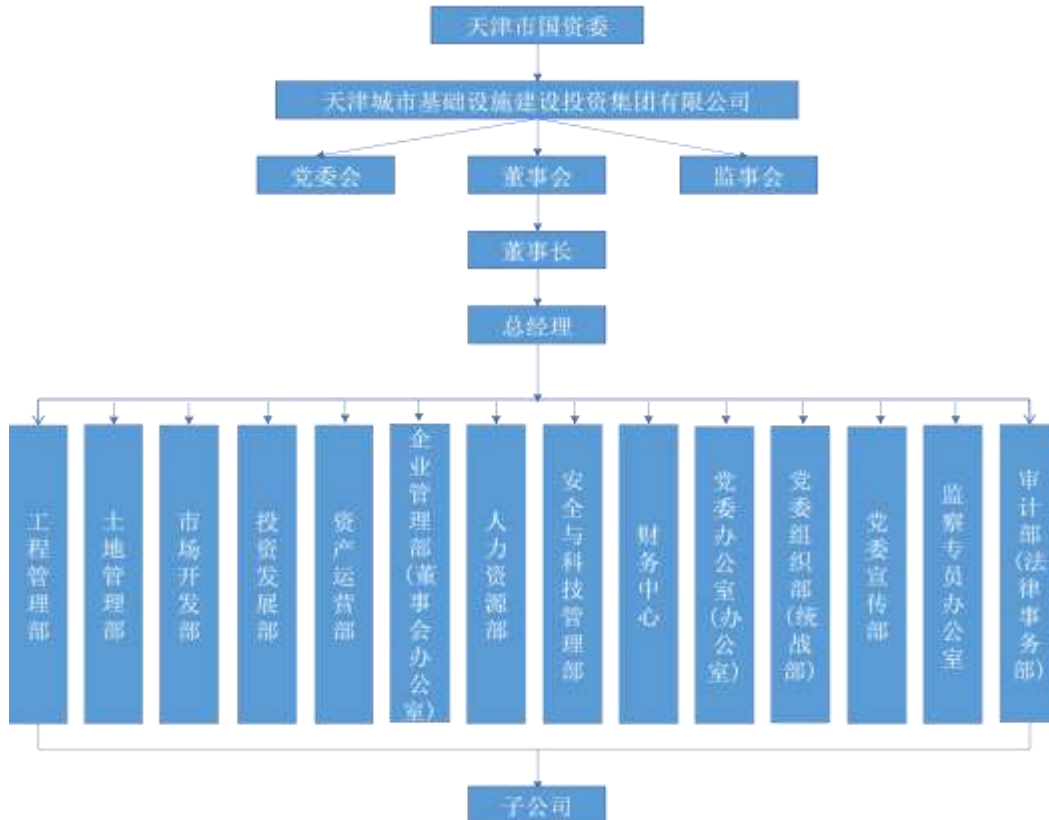 天津市国资委
天津城市基础设施建设投资集团有限公司
党委会
董事会
监事会
董事长
总经理
工程管理部
土地管理部
市场开发部
投资发展部
资产运营部
企业管理部(董事会办公室)
人力资源部
安全与科技管理部
财务中心
党委办公室(办公室)
党委组织部(统战部)
党委宣传部
监察专员办公室
审计部(法律事务部)
子公司